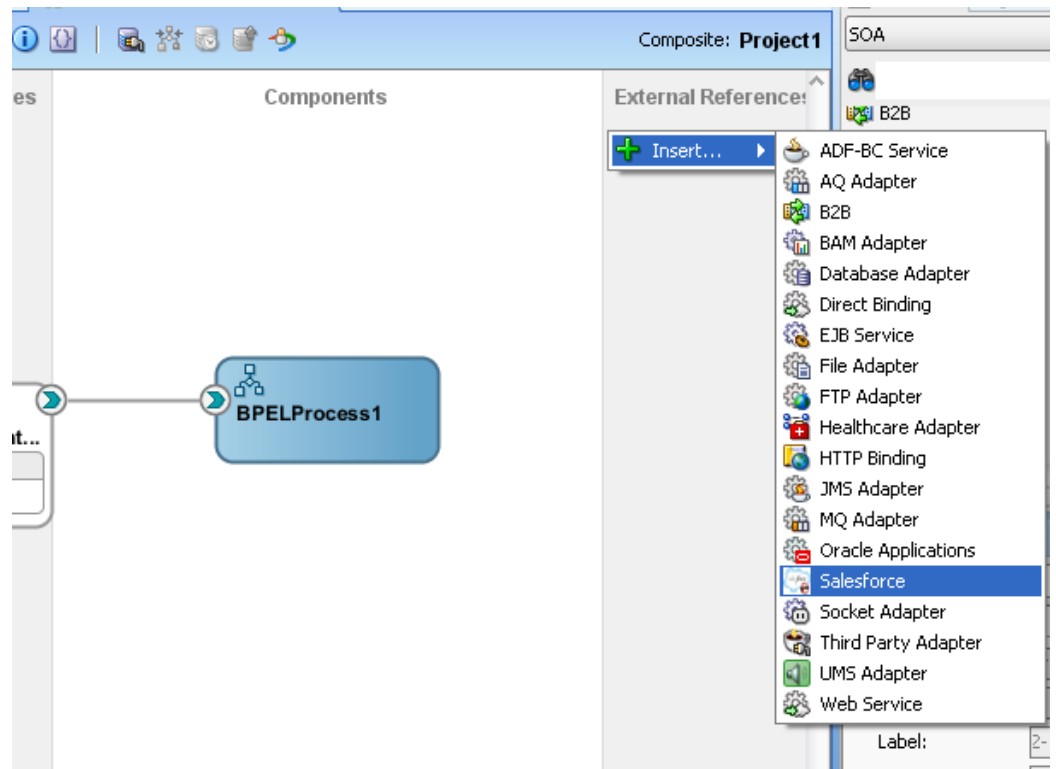 Composite: Project1
SOA
es
Components
External References
B2B
Insert...
ADF-BC Service
AQ Adapter
B2B
BAM Adapter
Database Adapter
Direct Binding
EJB Service
File Adapter
FTP Adapter
Healthcare Adapter
HTTP Binding
JMS Adapter
MQ Adapter
Oracle Applications
Salesforce
Socket Adapter
Third Party Adapter
UMS Adapter
Web Service
BPELProcess1
nt...
Label:
2-